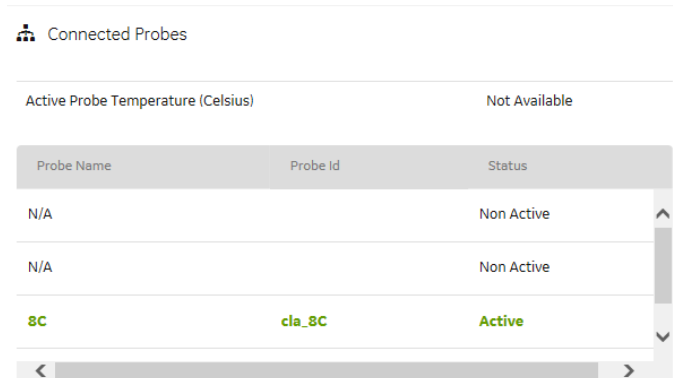 Connected Probes
Active Probe Temperature (Celsius) Not Available
Probe Name Probe Id Status
N/A Non Active
N/A Non Active
8C cla_8C Active